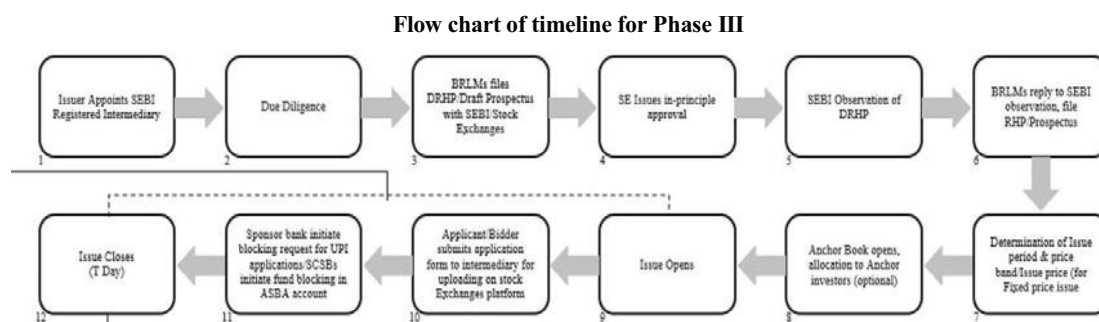 Flow chart of timeline for Phase III
Issuer Appoints SEBI
Registered Intermediary
1
Due Diligence
2
BRLMs files
DRHP/Draft Prospectus
with SEBI/Stock
Exchanges
3
SE Issues in-principle
approval
4
SEBI Observation of
DRHP
5
BRLMs reply to SEBI
observation, file
RHP/Prospectus
6
Determination of Issue
period & price
band/Issue price (for
Fixed price issue
7
Anchor Book opens,
allocation to Anchor
investors (optional)
8
Issue Opens
9
Applicant/Bidder
submits application
form to intermediary for
uploading on stock
Exchanges platform
10
Sponsor bank initiate
blocking request for UPI
applications/SCSBs
initiate fund blocking in
ASBA account
11
Issue Closes
(T Day)
12